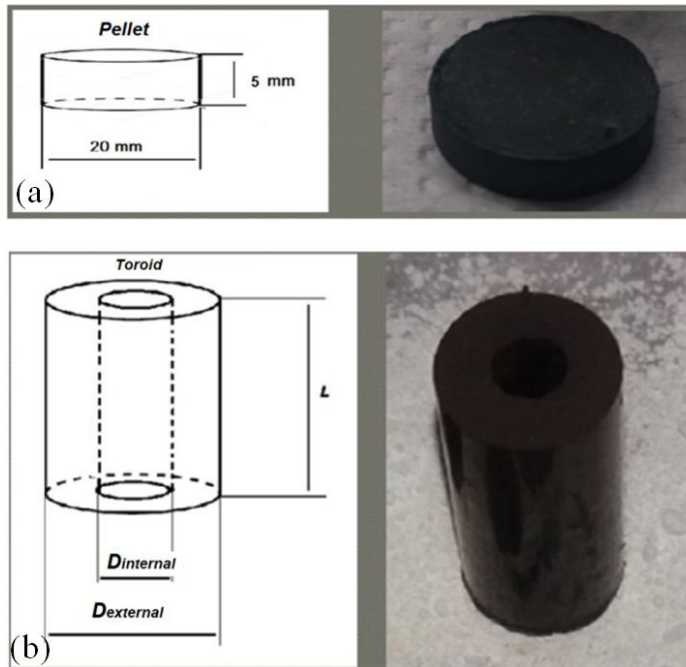 Pellet
5 mm
20 mm
(a)
Toroid
L
Dinternal
Dexternal
(b)